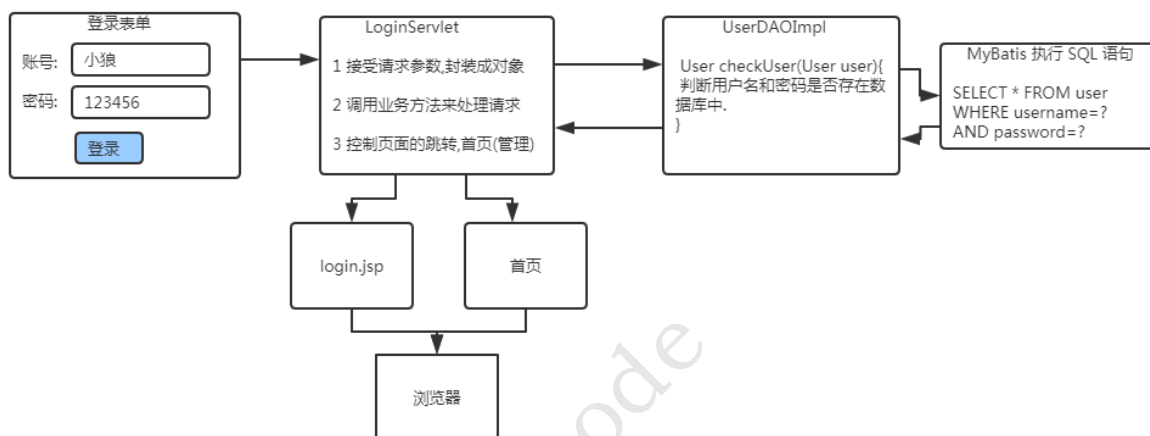 登录表单
账号:
小狼
密码:
123456
登录
LoginServlet
1 接受请求参数,封装成对象
2 调用业务方法来处理请求
3 控制页面的跳转,首页(管理)
UserDAOImpl
User checkUser(User user){
判断用户名和密码是否存在数
据库中.
}
MyBatis 执行 SQL 语句
SELECT * FROM user
WHERE username=?
AND password=?
login.jsp
首页
浏览器
ode